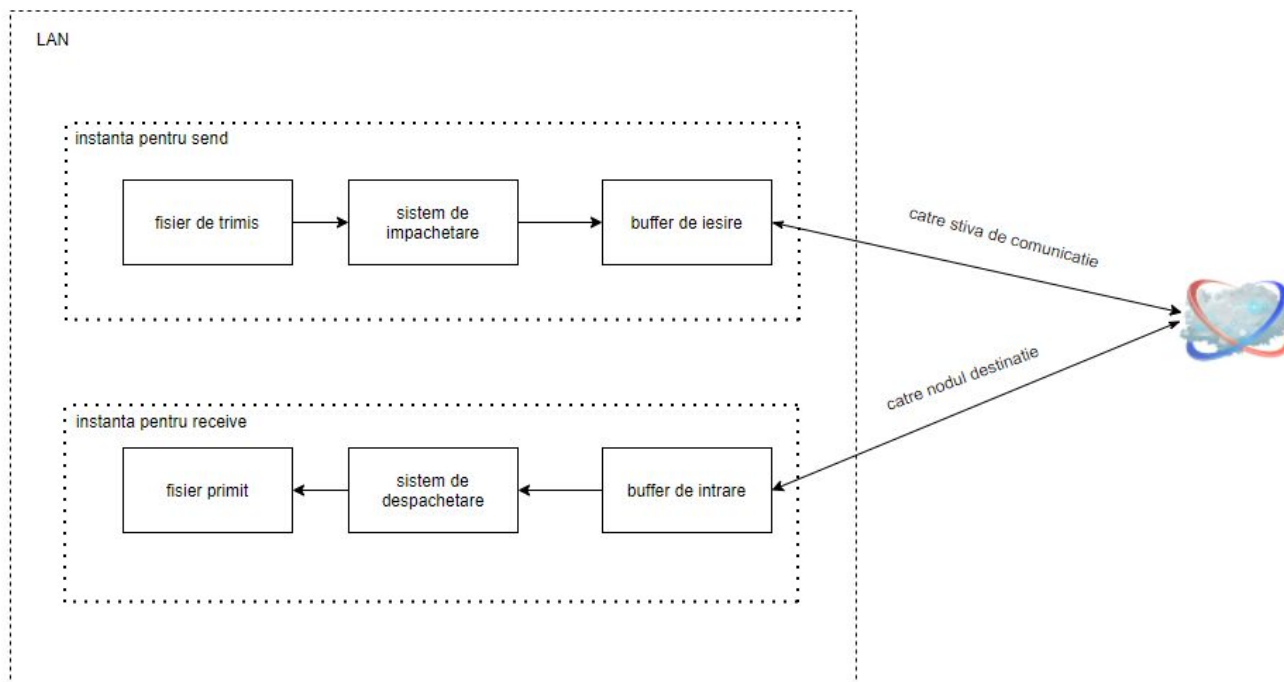 LAN
instanta pentru send
fisier de trimis
sistem de
impachetare
buffer de iesire
catre stiva de comunicatie
catre nodul destinatie
instanta pentru receive
fisier primit
sistem de
despachetare
buffer de intrare